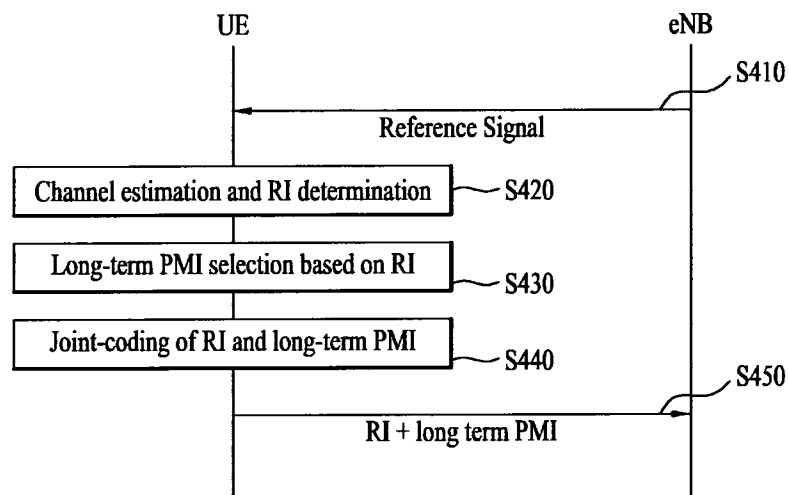 UE
eNB
S410
Reference Signal
Channel estimation and RI determination
S420
Long-term PMI selection based on RI
S430
Joint-coding of RI and long-term PMI
S440
S450
RI + long term PMI